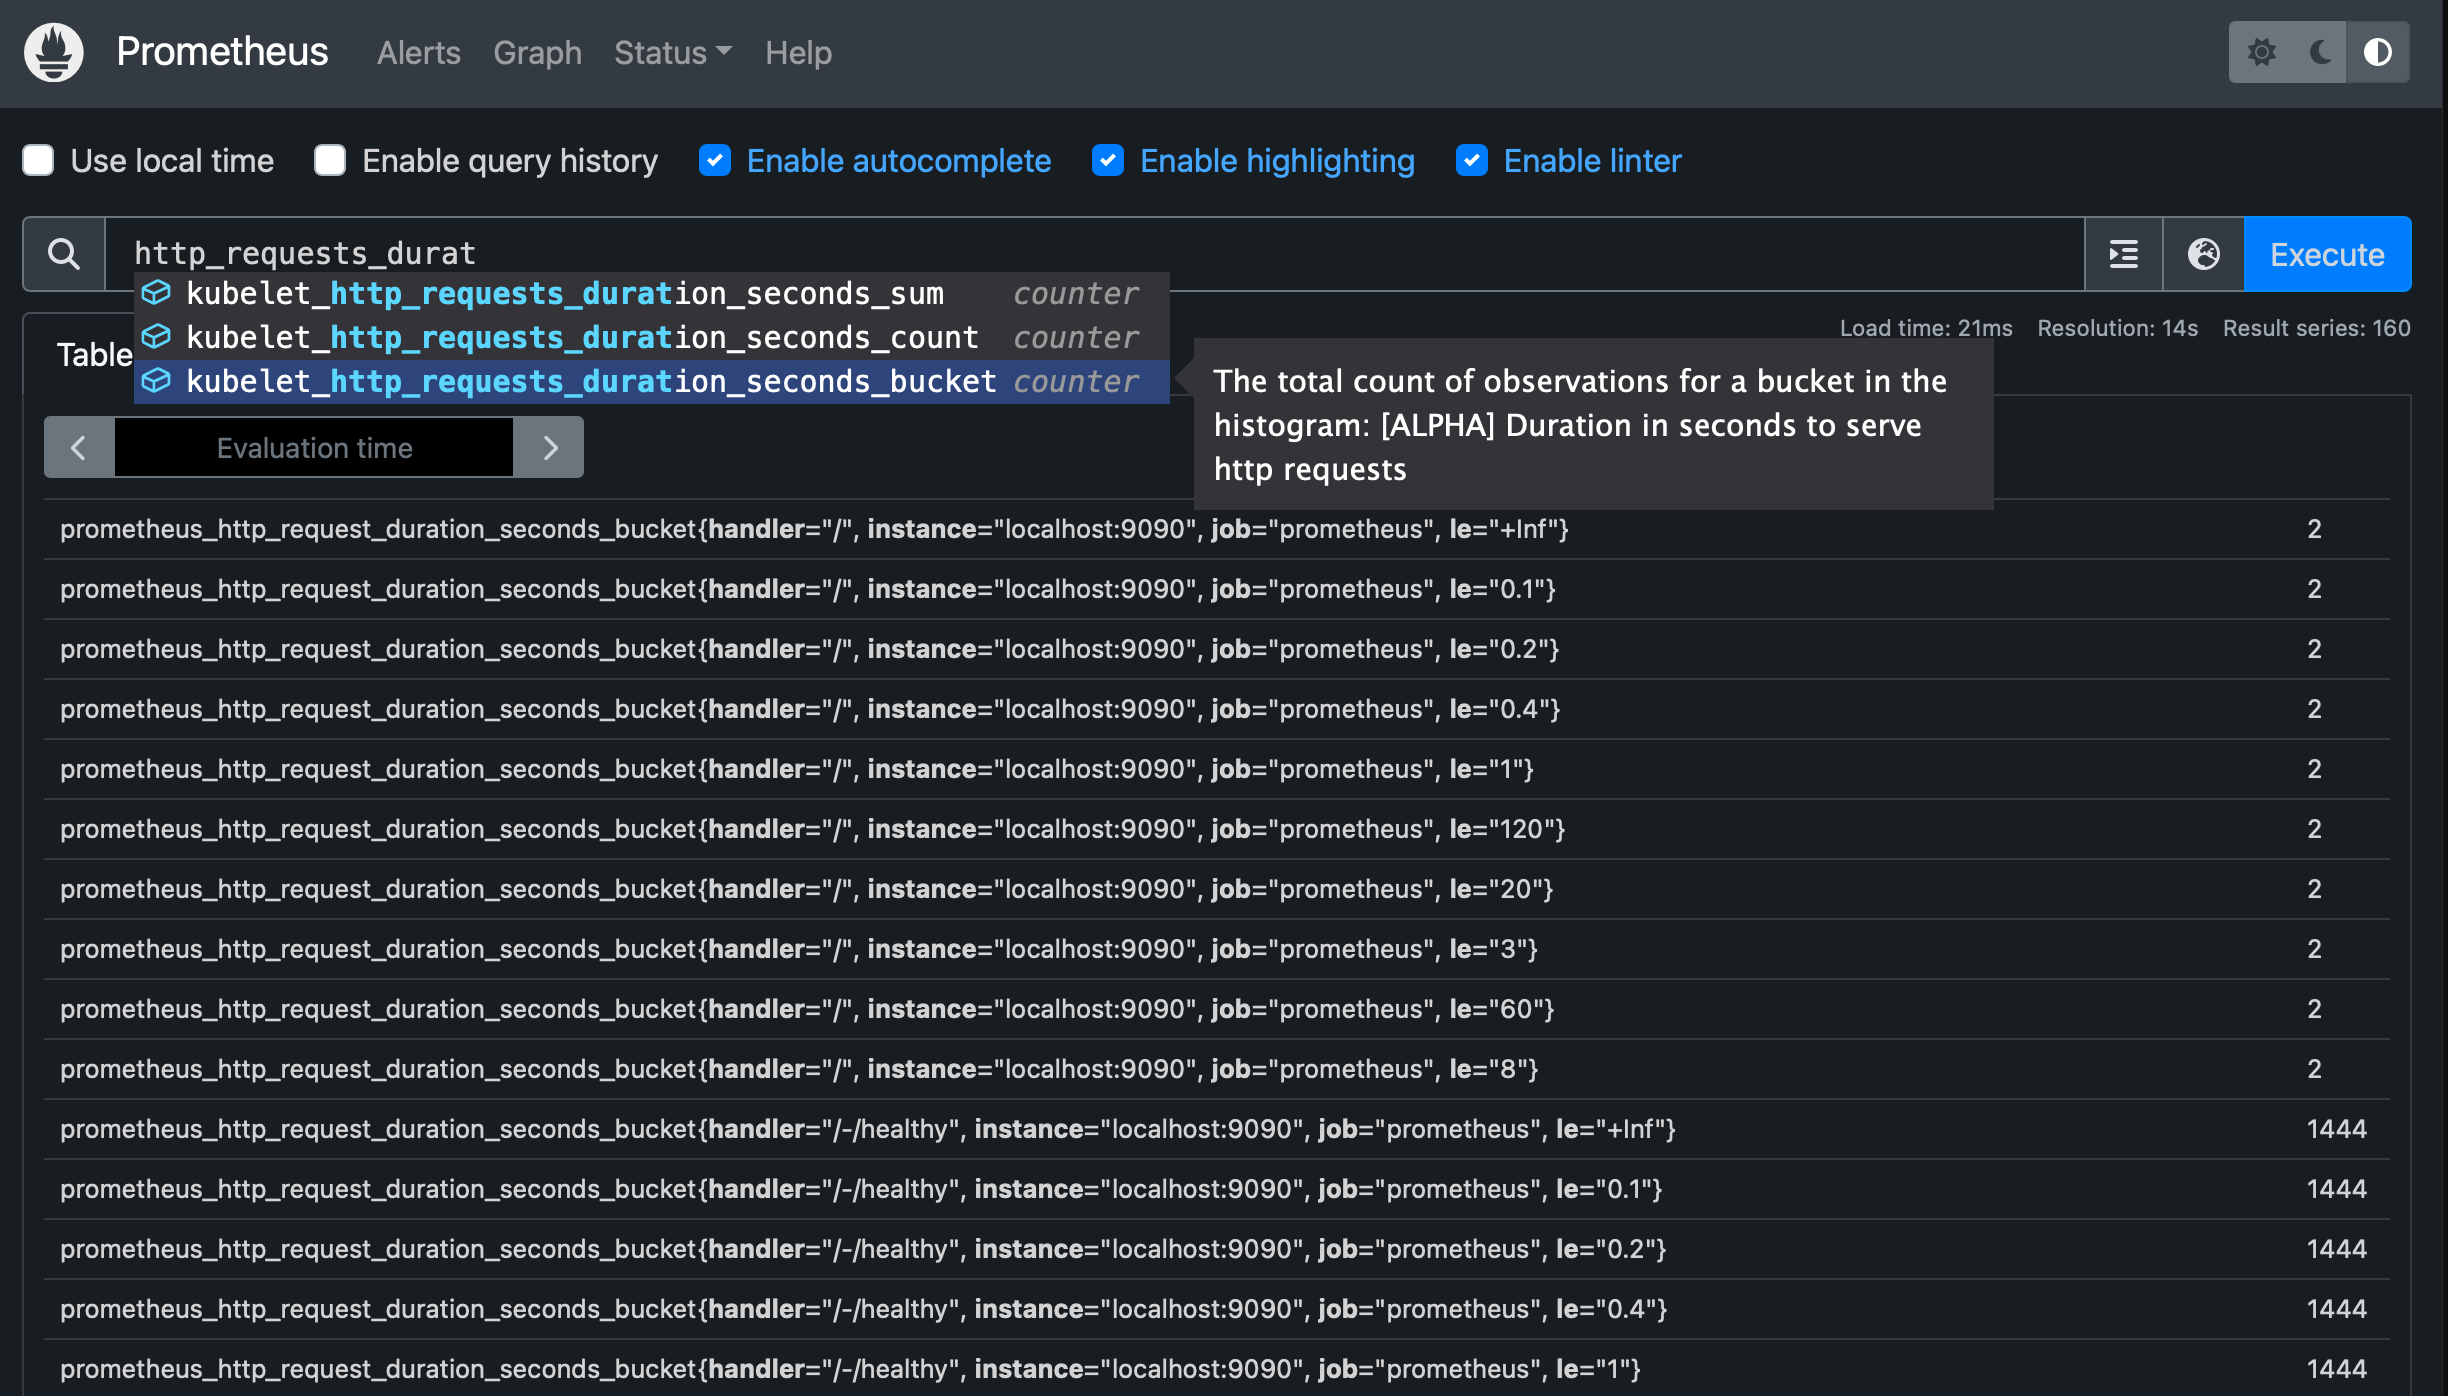 Prometheus Alerts Graph Status Help
Use local time Enable query history Enable autocomplete Enable highlighting Enable linter
http_requests_durat Execute
kubelet_http_requests_duration_seconds_sum counter
kubelet_http_requests_duration_seconds_count counter
kubelet_http_requests_duration_seconds_bucket counter
Load time: 21ms Resolution: 14s Result series: 160
Table
The total count of observations for a bucket in the
histogram: [ALPHA] Duration in seconds to serve
http requests
Evaluation time
prometheus_http_request_duration_seconds_bucket{handler="/", instance="localhost:9090", job="prometheus", le="+Inf"} 2
prometheus_http_request_duration_seconds_bucket{handler="/", instance="localhost:9090", job="prometheus", le="0.1"} 2
prometheus_http_request_duration_seconds_bucket{handler="/", instance="localhost:9090", job="prometheus", le="0.2"} 2
prometheus_http_request_duration_seconds_bucket{handler="/", instance="localhost:9090", job="prometheus", le="0.4"} 2
prometheus_http_request_duration_seconds_bucket{handler="/", instance="localhost:9090", job="prometheus", le="1"} 2
prometheus_http_request_duration_seconds_bucket{handler="/", instance="localhost:9090", job="prometheus", le="120"} 2
prometheus_http_request_duration_seconds_bucket{handler="/", instance="localhost:9090", job="prometheus", le="20"} 2
prometheus_http_request_duration_seconds_bucket{handler="/", instance="localhost:9090", job="prometheus", le="3"} 2
prometheus_http_request_duration_seconds_bucket{handler="/", instance="localhost:9090", job="prometheus", le="60"} 2
prometheus_http_request_duration_seconds_bucket{handler="/", instance="localhost:9090", job="prometheus", le="8"} 2
prometheus_http_request_duration_seconds_bucket{handler="/-/healthy", instance="localhost:9090", job="prometheus", le="+Inf"} 1444
prometheus_http_request_duration_seconds_bucket{handler="/-/healthy", instance="localhost:9090", job="prometheus", le="0.1"} 1444
prometheus_http_request_duration_seconds_bucket{handler="/-/healthy", instance="localhost:9090", job="prometheus", le="0.2"} 1444
prometheus_http_request_duration_seconds_bucket{handler="/-/healthy", instance="localhost:9090", job="prometheus", le="0.4"} 1444
prometheus_http_request_duration_seconds_bucket{handler="/-/healthy", instance="localhost:9090", job="prometheus", le="1"} 1444